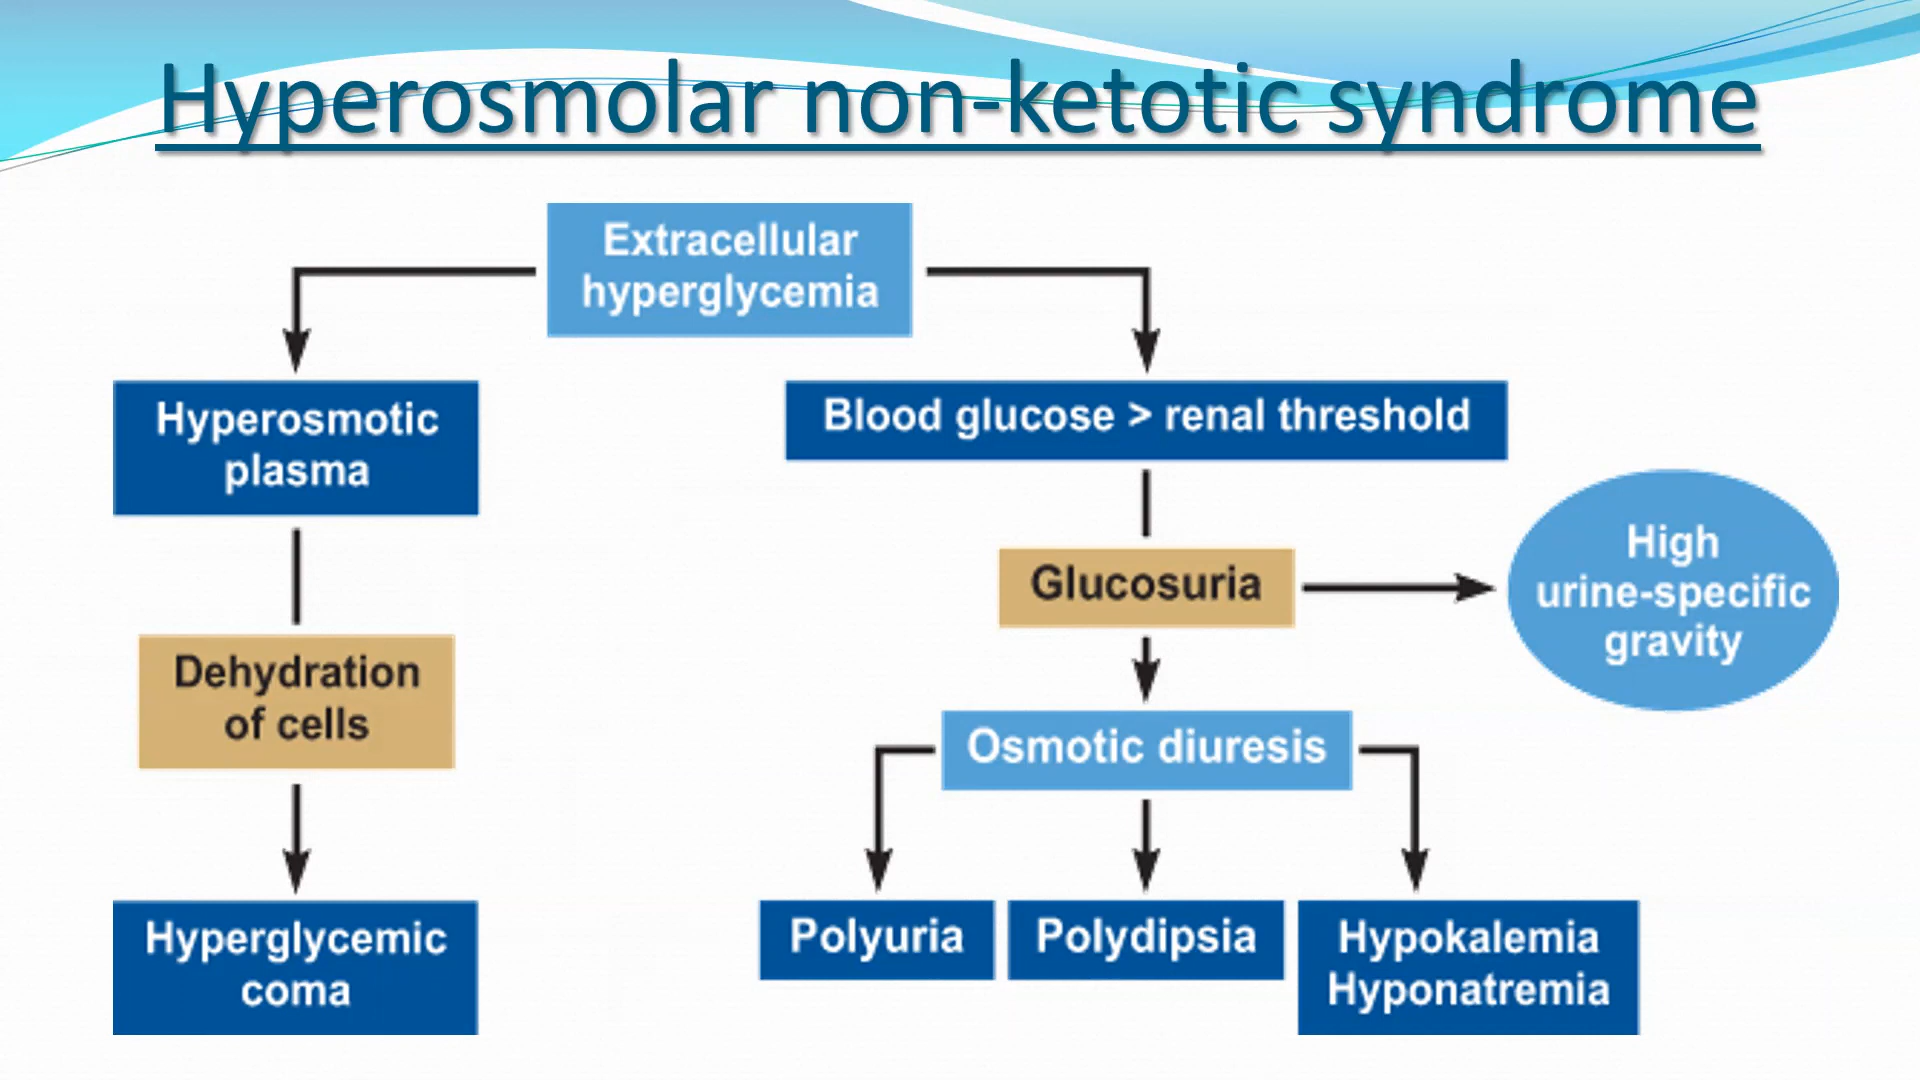 Hyperosmolar non-ketotic syndrome
Extracellular
hyperglycemia
Hyperosmotic
plasma
Blood glucose > renal threshold
Glucosuria
High
urine-specific
gravity
Dehydration
of cells
Osmotic diuresis
Hyperglycemic
coma
Polyuria
Polydipsia
Hypokalemia
Hyponatremia